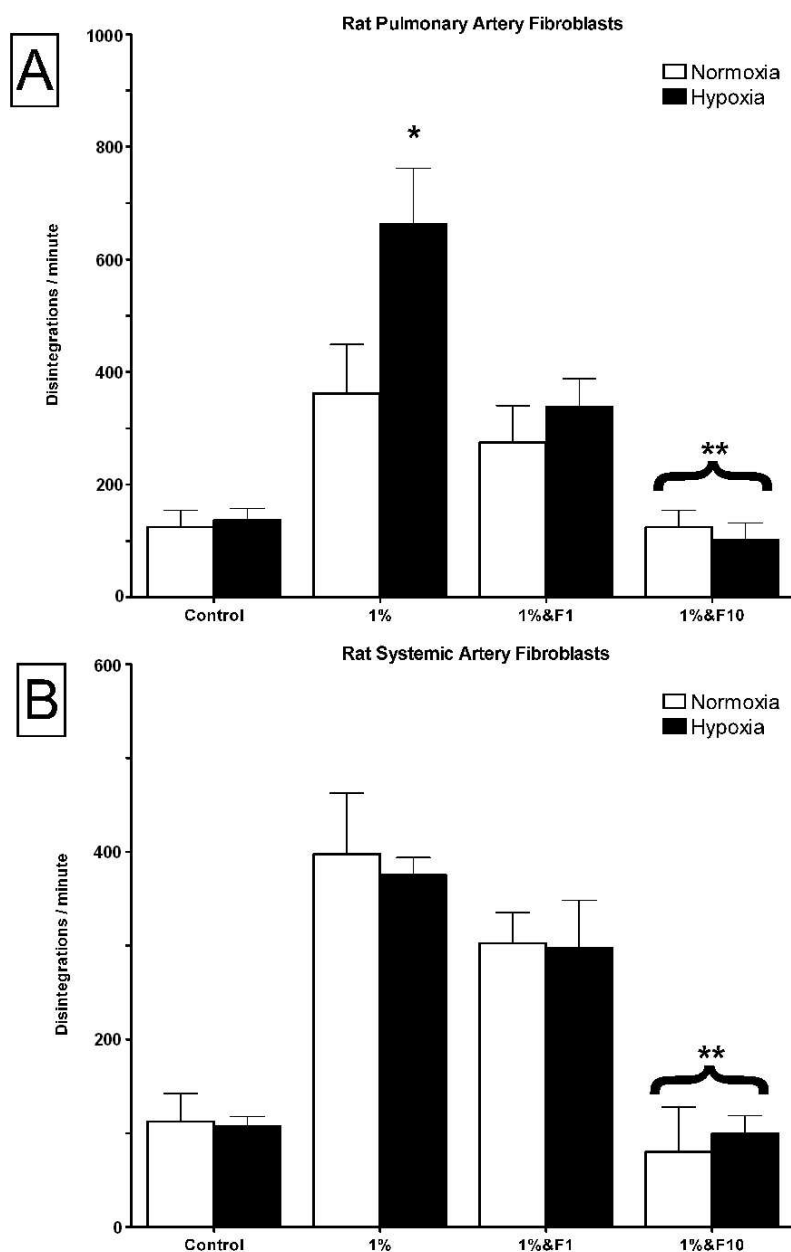 Rat Pulmonary Artery Fibroblasts
A
1000
800
600
400
200
0
Disintegrations / minute
Normoxia
Hypoxia
*
**
Control 1% 1%&F1 1%&F10
Rat Systemic Artery Fibroblasts
B
600
400
200
0
Disintegrations / minute
Normoxia
Hypoxia
**
Control 1% 1%&F1 1%&F10